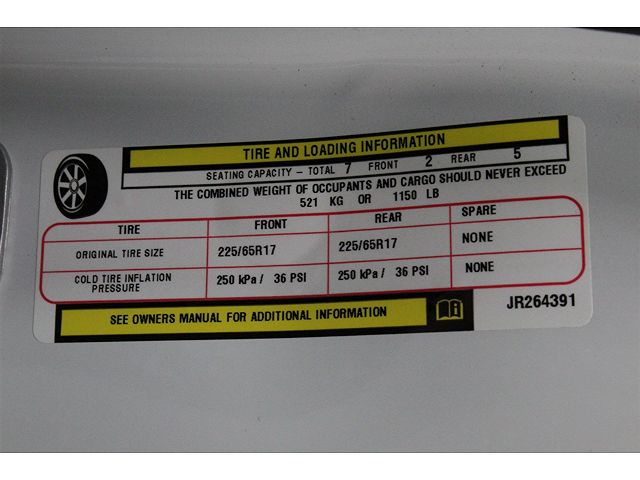 TIRE AND LOADING INFORMATION
SEATING CAPACITY – TOTAL 7 FRONT 2 REAR 5
THE COMBINED WEIGHT OF OCCUPANTS AND CARGO SHOULD NEVER EXCEED
521 KG OR 1150 LB
TIRE FRONT REAR SPARE
ORIGINAL TIRE SIZE 225/65R17 225/65R17 NONE
COLD TIRE INFLATION PRESSURE 250 kPa / 36 PSI 250 kPa / 36 PSI NONE
SEE OWNERS MANUAL FOR ADDITIONAL INFORMATION
JR264391